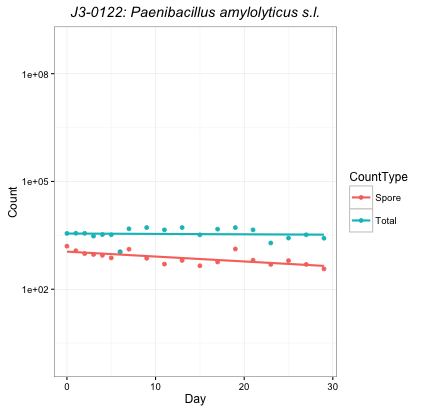 J3-0122: Paenibacillus amylolyticus s.l.
1e+08
1e+05
1e+02
Count
0 10 20 30
Day
CountType
Spore
Total